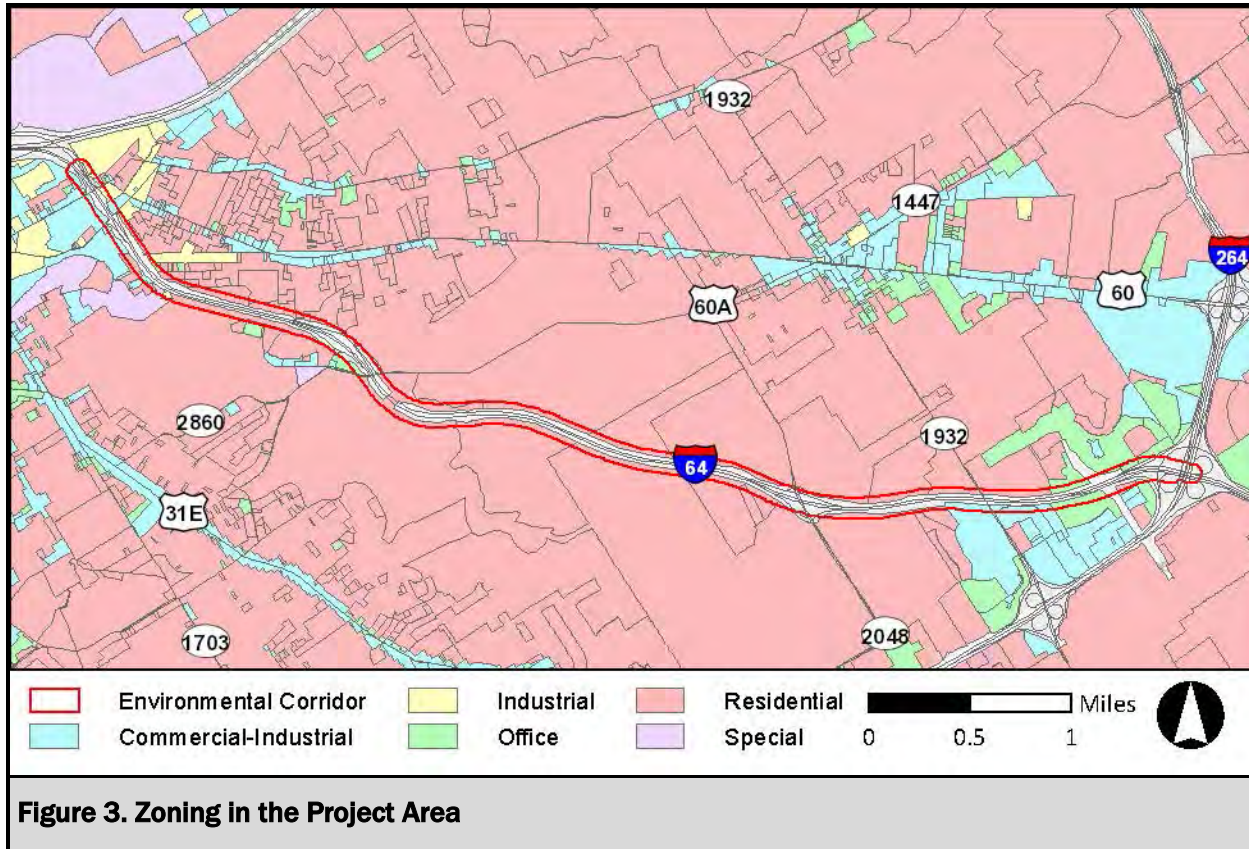 1932
1447
264
60A
60
2860
1932
64
31E
1703
2048
Environmental Corridor
Industrial
Residential
Miles
Commercial-Industrial
Office
Special
0 0.5 1
Figure 3. Zoning in the Project Area